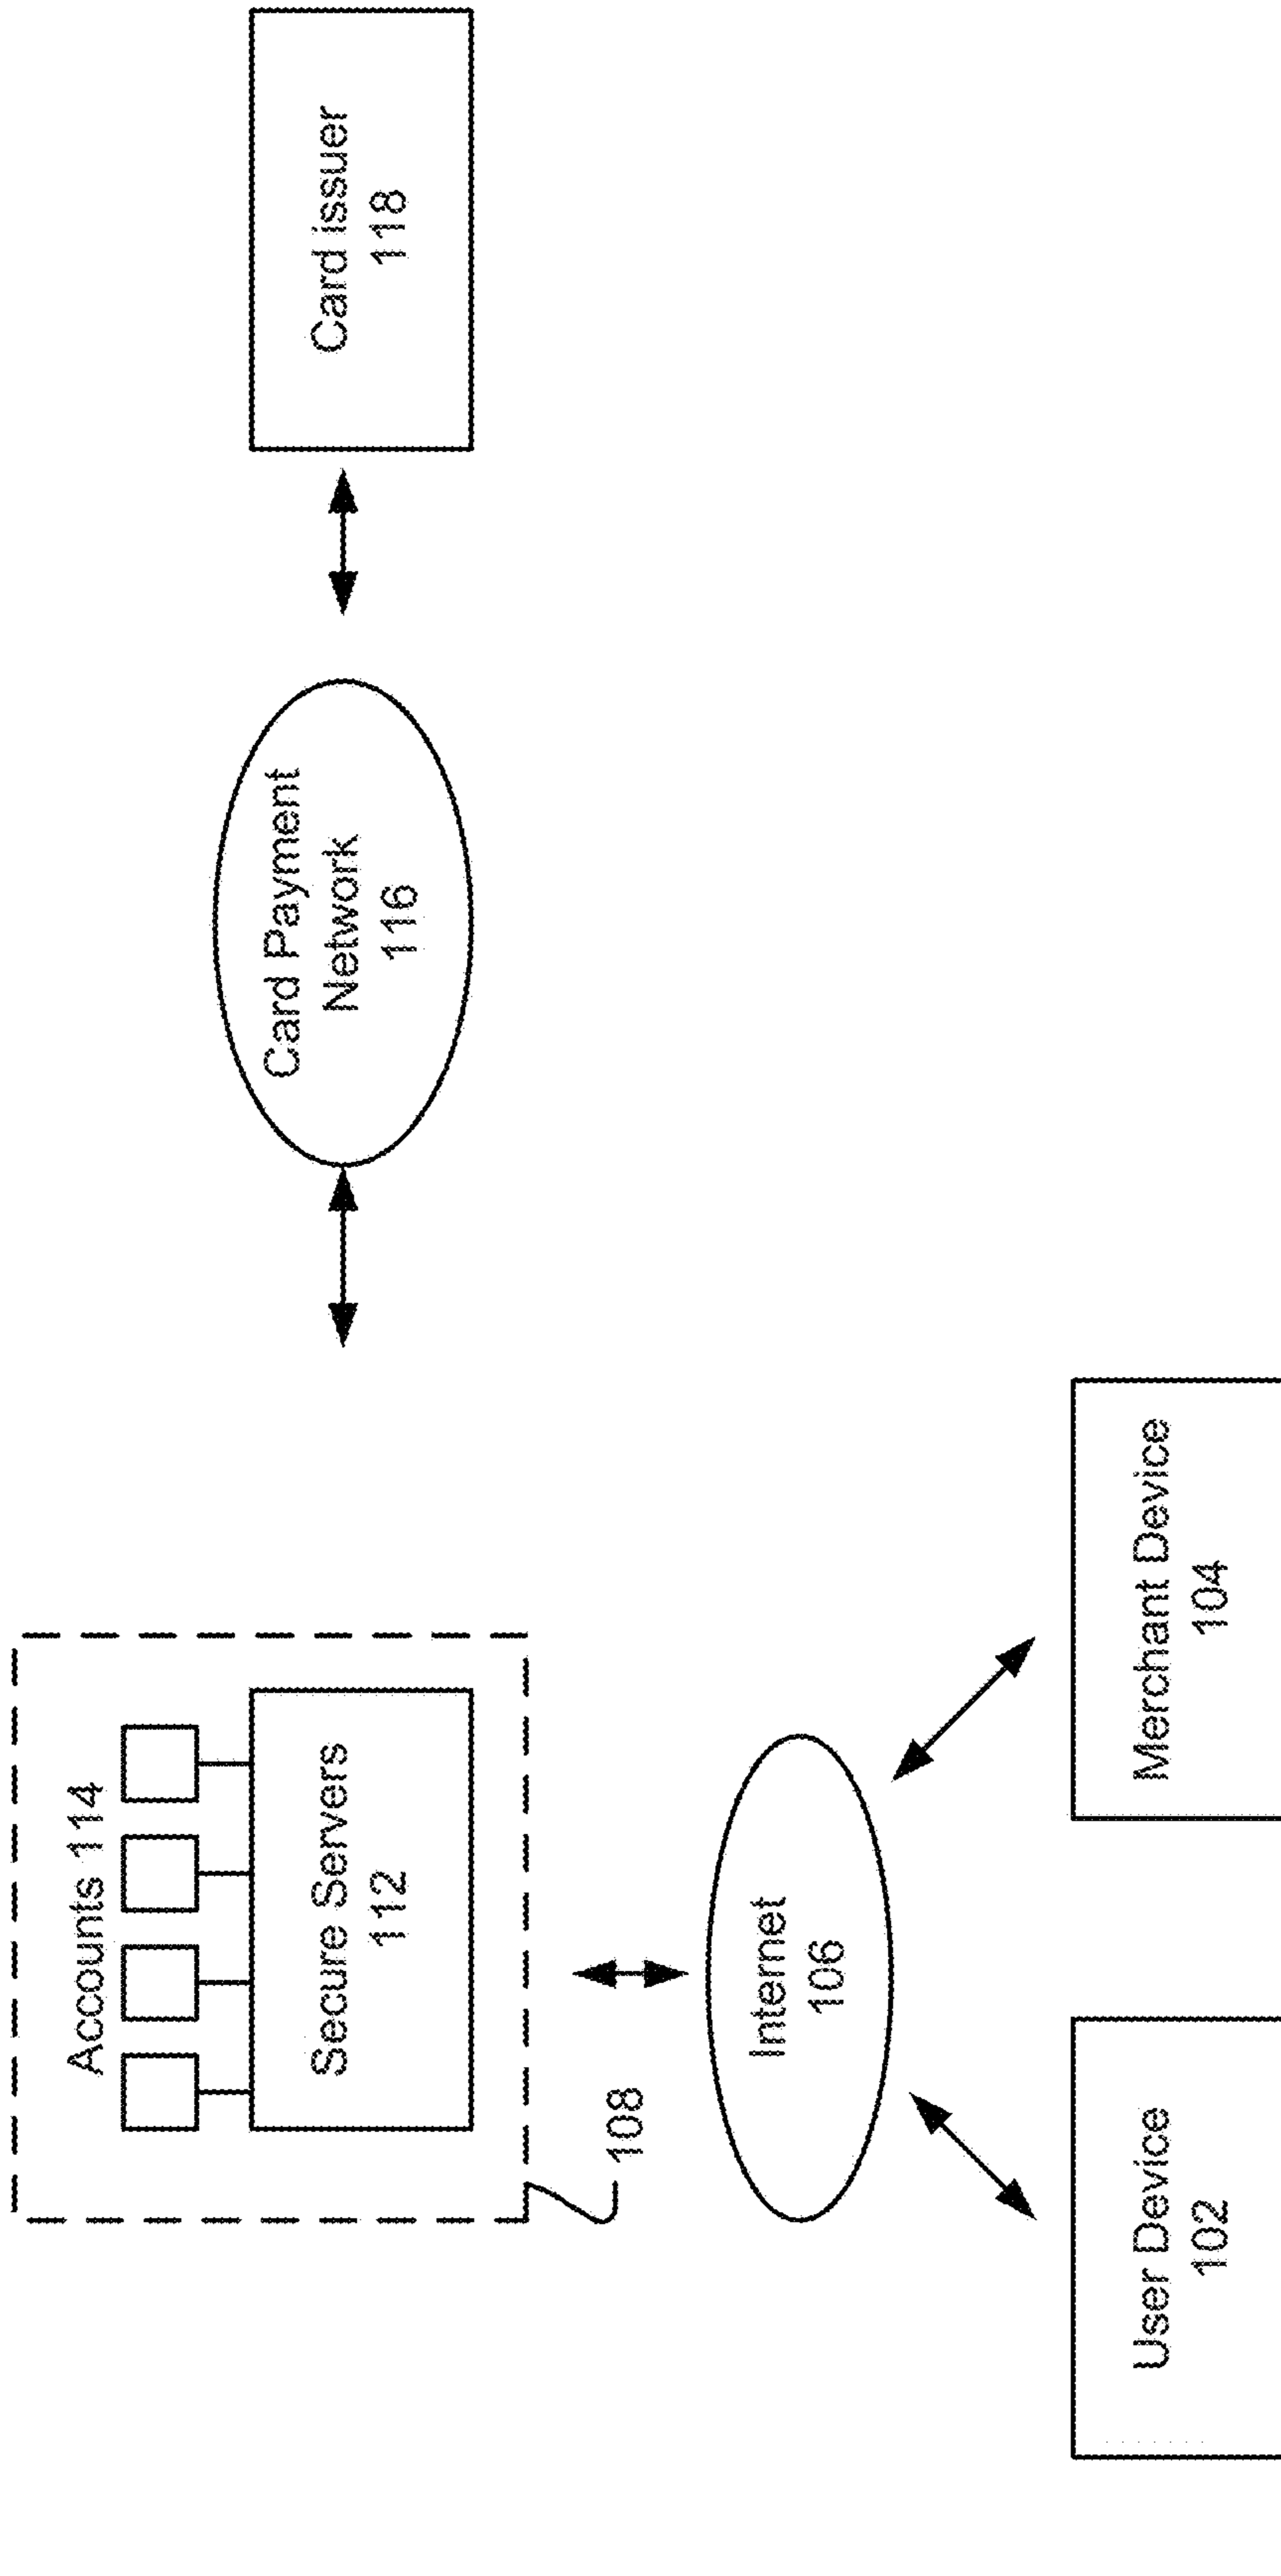 Accounts 114
Secure Servers
112
Card Payment
Network
116
Card issuer
118
108
Internet
106
User Device
102
Merchant Device
104